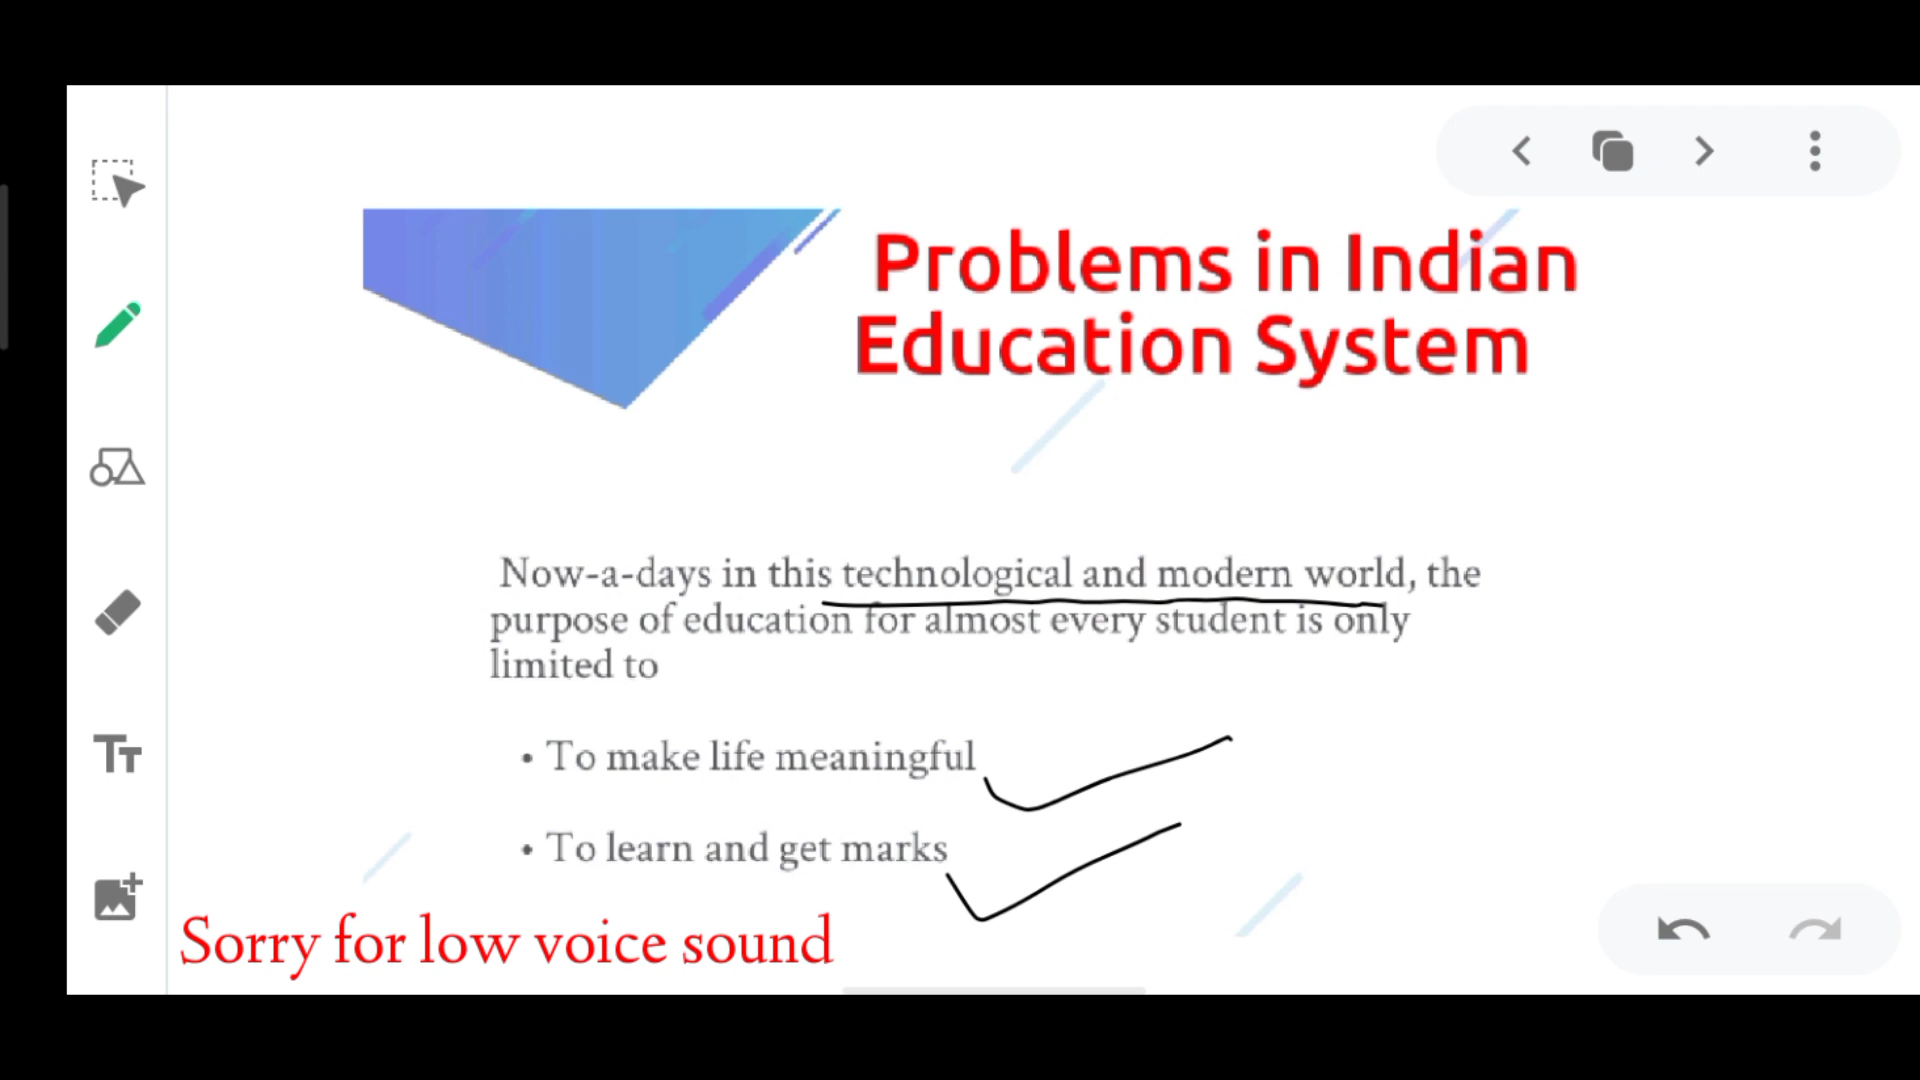 Problems in Indian
Education System
Now-a-days in this technological and modern world, the
purpose of education for almost every student is only
limited to
• To make life meaningful
• To learn and get marks
Sorry for low voice sound